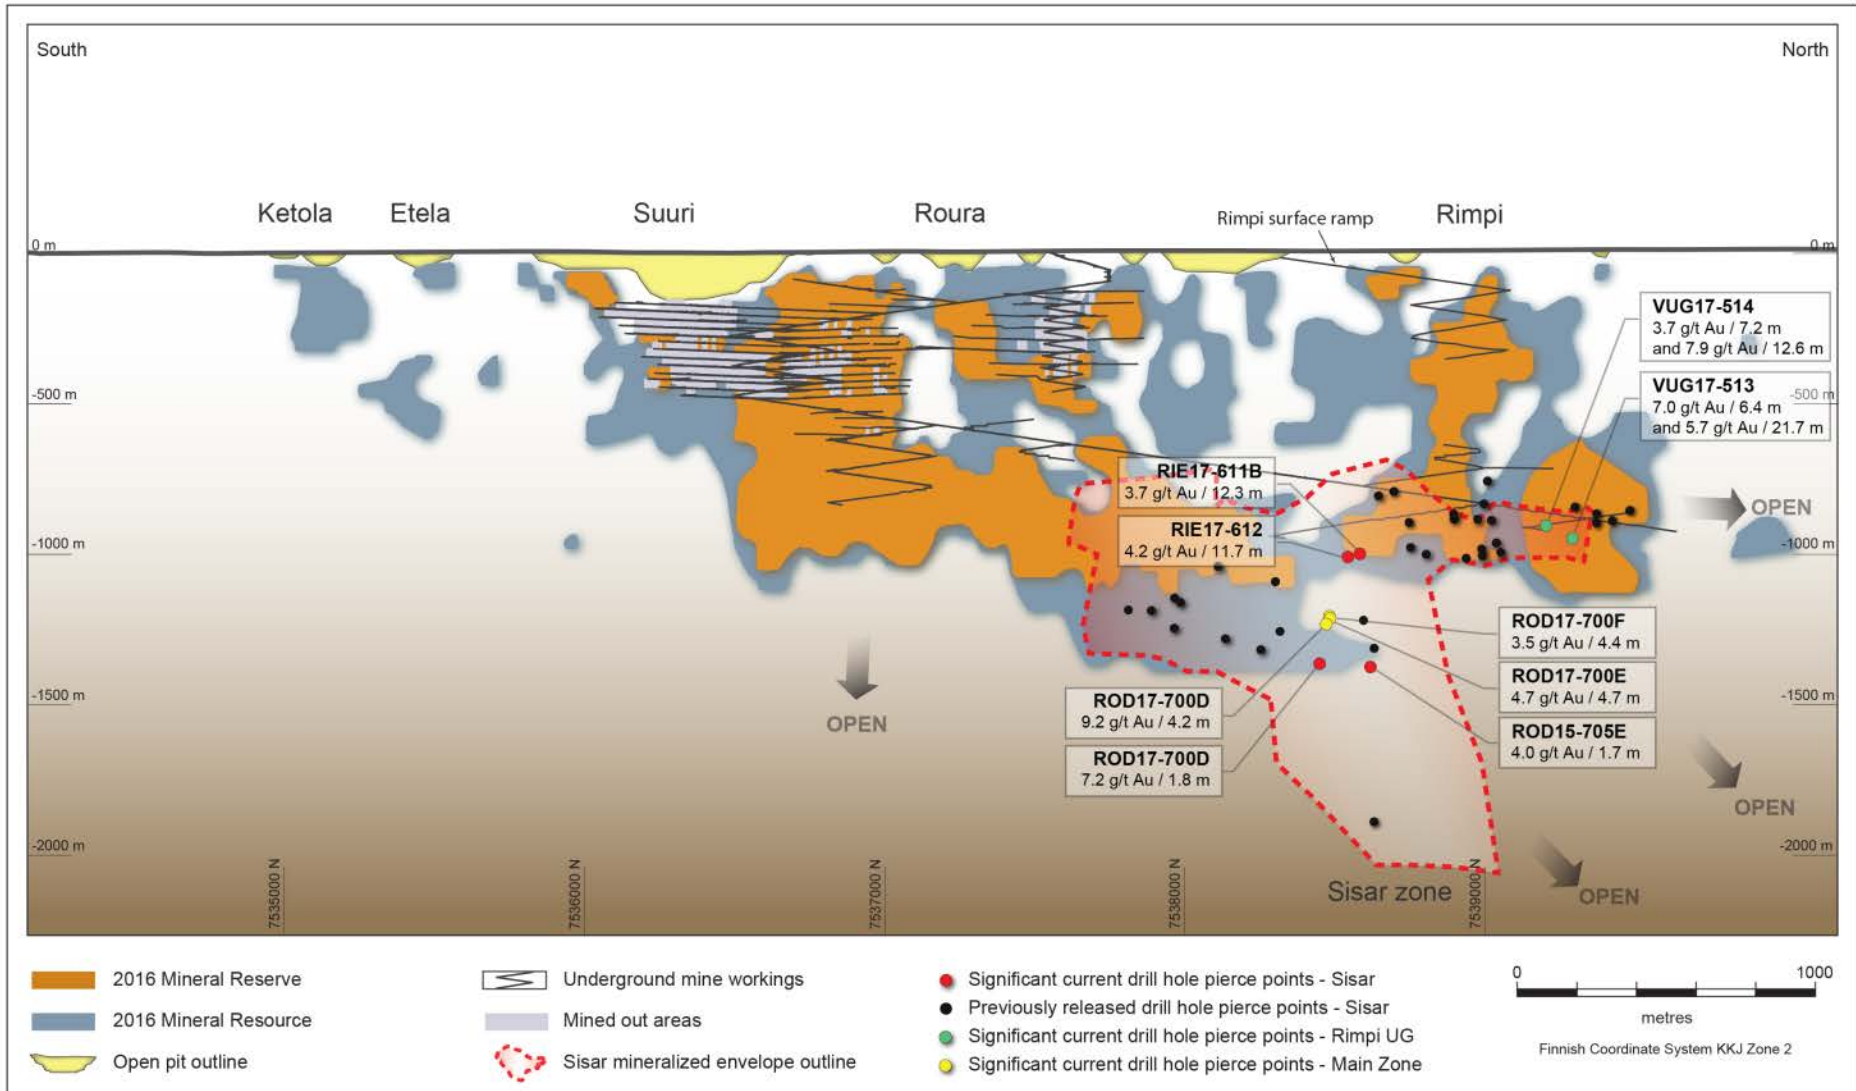 South
North
Ketola
Etela
Suuri
Roura
Rimpi surface ramp
Rimpi
0 m
0 m
VUG17-514
3.7 g/t Au / 7.2 m
and 7.9 g/t Au / 12.6 m
-500 m
-500 m
VUG17-513
7.0 g/t Au / 6.4 m
and 5.7 g/t Au / 21.7 m
RIE17-611B
3.7 g/t Au / 12.3 m
OPEN
RIE17-612
4.2 g/t Au / 11.7 m
-1000 m
-1000 m
ROD17-700F
3.5 g/t Au / 4.4 m
ROD17-700E
4.7 g/t Au / 4.7 m
-1500 m
-1500 m
ROD17-700D
9.2 g/t Au / 4.2 m
OPEN
ROD15-705E
4.0 g/t Au / 1.7 m
ROD17-700D
7.2 g/t Au / 1.8 m
OPEN
-2000 m
-2000 m
7535000 N
7536000 N
7537000 N
7538000 N
7539000 N
Sisar zone
OPEN
2016 Mineral Reserve
2016 Mineral Resource
Open pit outline
Underground mine workings
Mined out areas
Sisar mineralized envelope outline
Significant current drill hole pierce points - Sisar
Previously released drill hole pierce points - Sisar
Significant current drill hole pierce points - Rimpi UG
Significant current drill hole pierce points - Main Zone
0
1000
metres
Finnish Coordinate System KKJ Zone 2